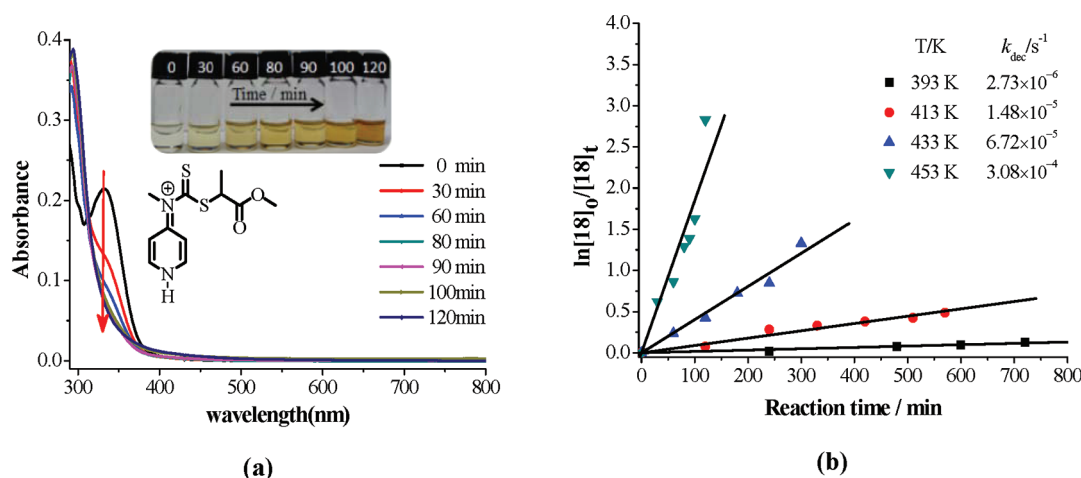 0.4
0.3
0.2
0.1
0.0
Absorbance
300 400 500 600 700 800
wavelength(nm)
0 30 60 80 90 100 120
Time / min
N
S
S
O
O
N
H
0 min
30 min
60 min
80 min
90 min
100min
120min
(a)
4.0
3.5
3.0
2.5
2.0
1.5
1.0
0.5
0.0
ln[18]₀/[18]t
0 100 200 300 400 500 600 700 800
Reaction time / min
T/K kdec/s⁻¹
393 K 2.73×10⁻⁶
413 K 1.48×10⁻⁵
433 K 6.72×10⁻⁵
453 K 3.08×10⁻⁴
(b)